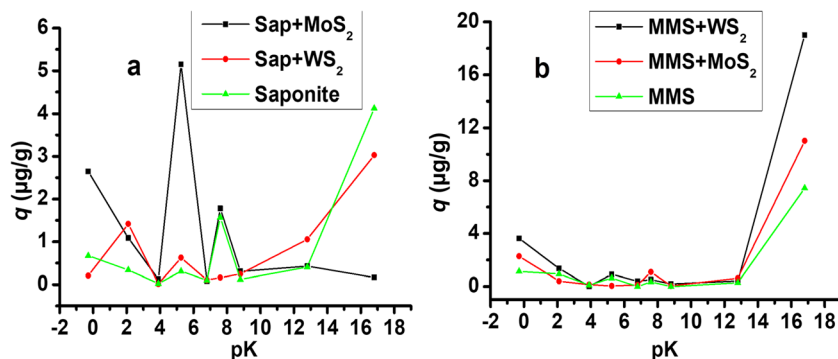 a
Sap+MoS₂
Sap+WS₂
Saponite
q (µg/g)
6
5
4
3
2
1
0
-2 0 2 4 6 8 10 12 14 16 18
pK
b
MMS+WS₂
MMS+MoS₂
MMS
q (µg/g)
20
16
12
8
4
0
-2 0 2 4 6 8 10 12 14 16 18
pK